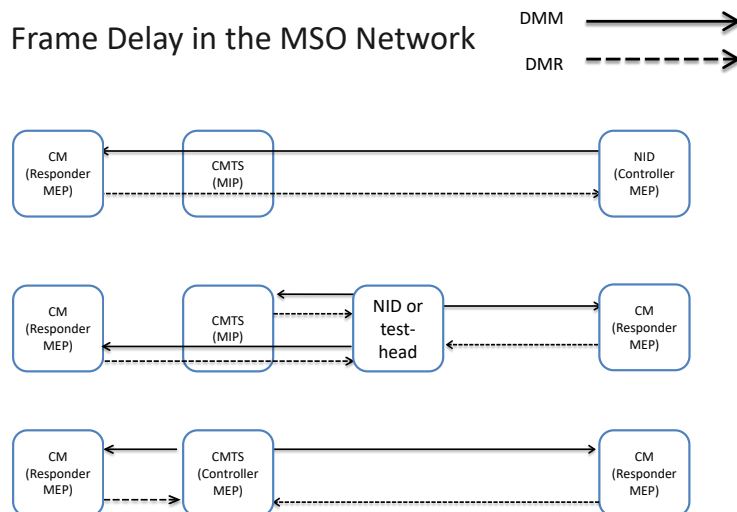 Frame Delay in the MSO Network
DMM
DMR
CM
(Responder
MEP)
CMTS
(MIP)
NID
(Controller
MEP)
CM
(Responder
MEP)
CMTS
(MIP)
NID or
test-
head
CM
(Responder
MEP)
CM
(Responder
MEP)
CMTS
(Controller
MEP)
CM
(Responder
MEP)